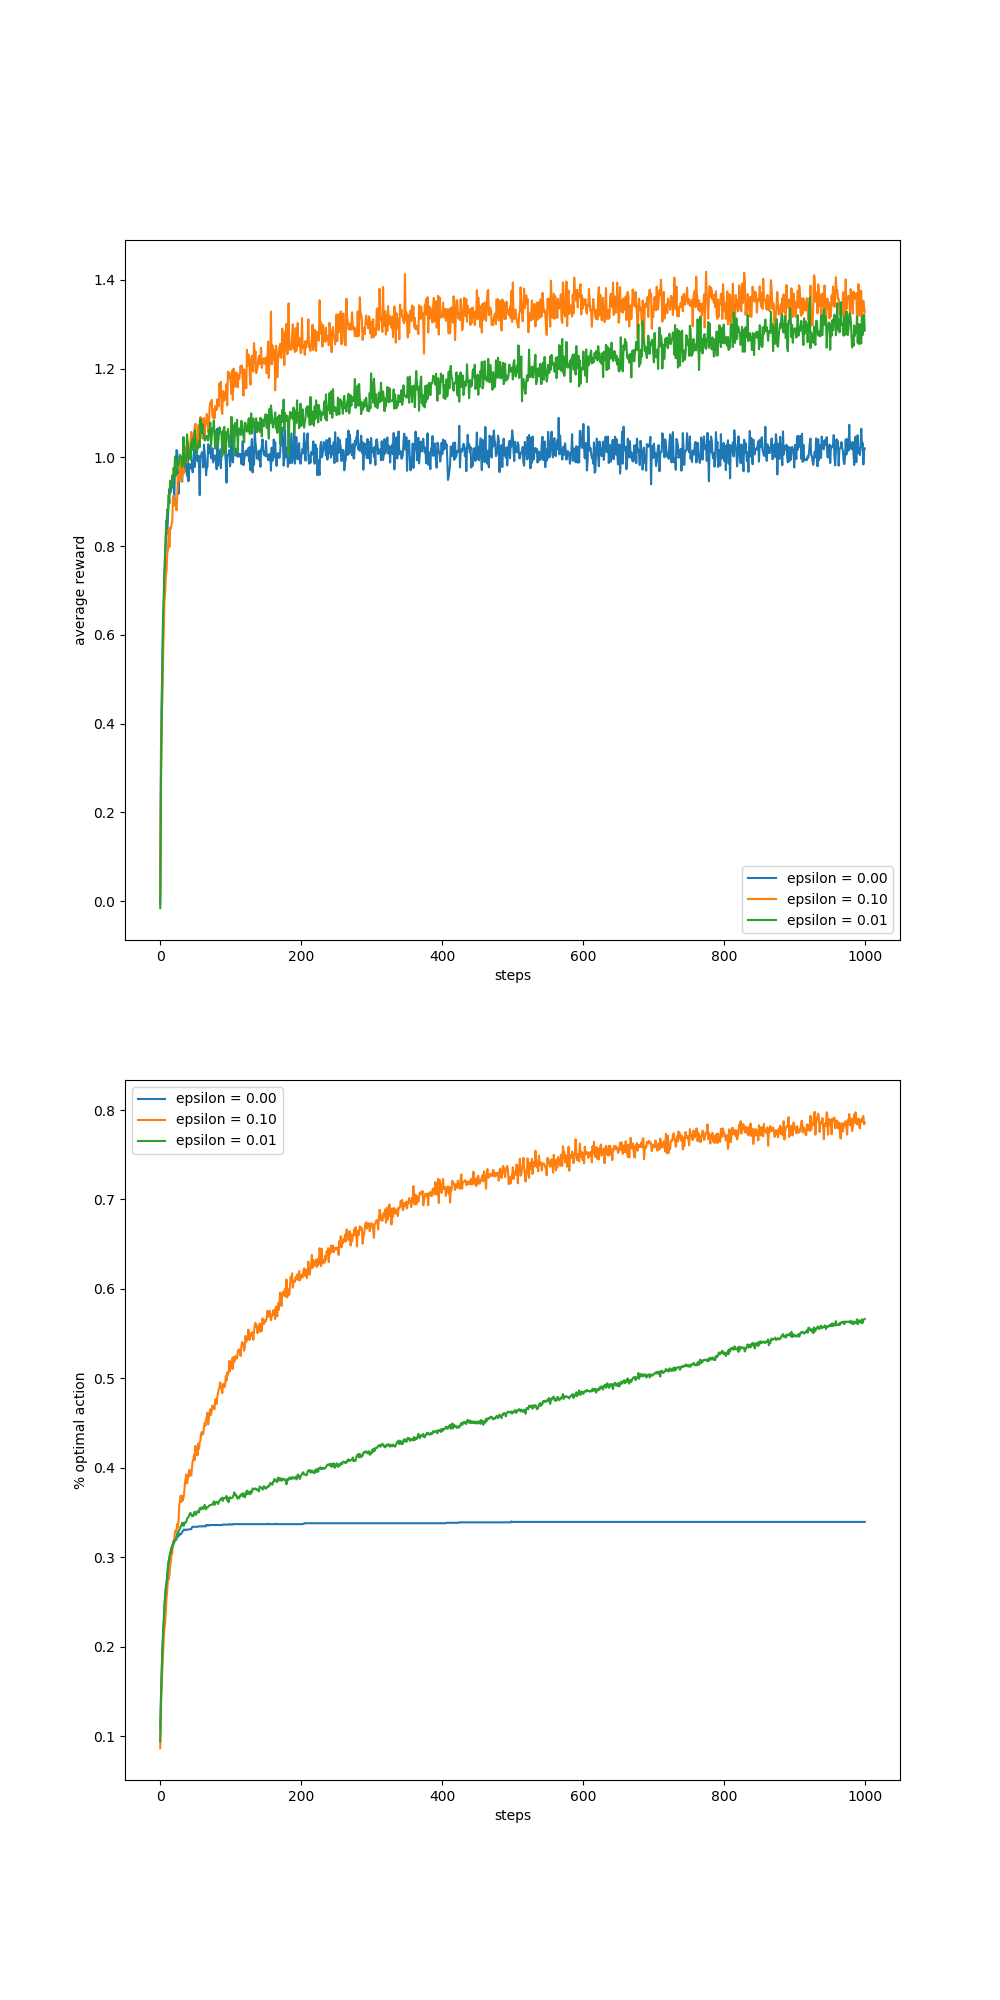 1.4
1.2
1.0
0.8
0.6
0.4
0.2
0.0
average reward
epsilon = 0.00
epsilon = 0.10
epsilon = 0.01
0 200 400 600 800 1000
steps
epsilon = 0.00
epsilon = 0.10
epsilon = 0.01
0.8
0.7
0.6
0.5
0.4
0.3
0.2
0.1
% optimal action
0 200 400 600 800 1000
steps